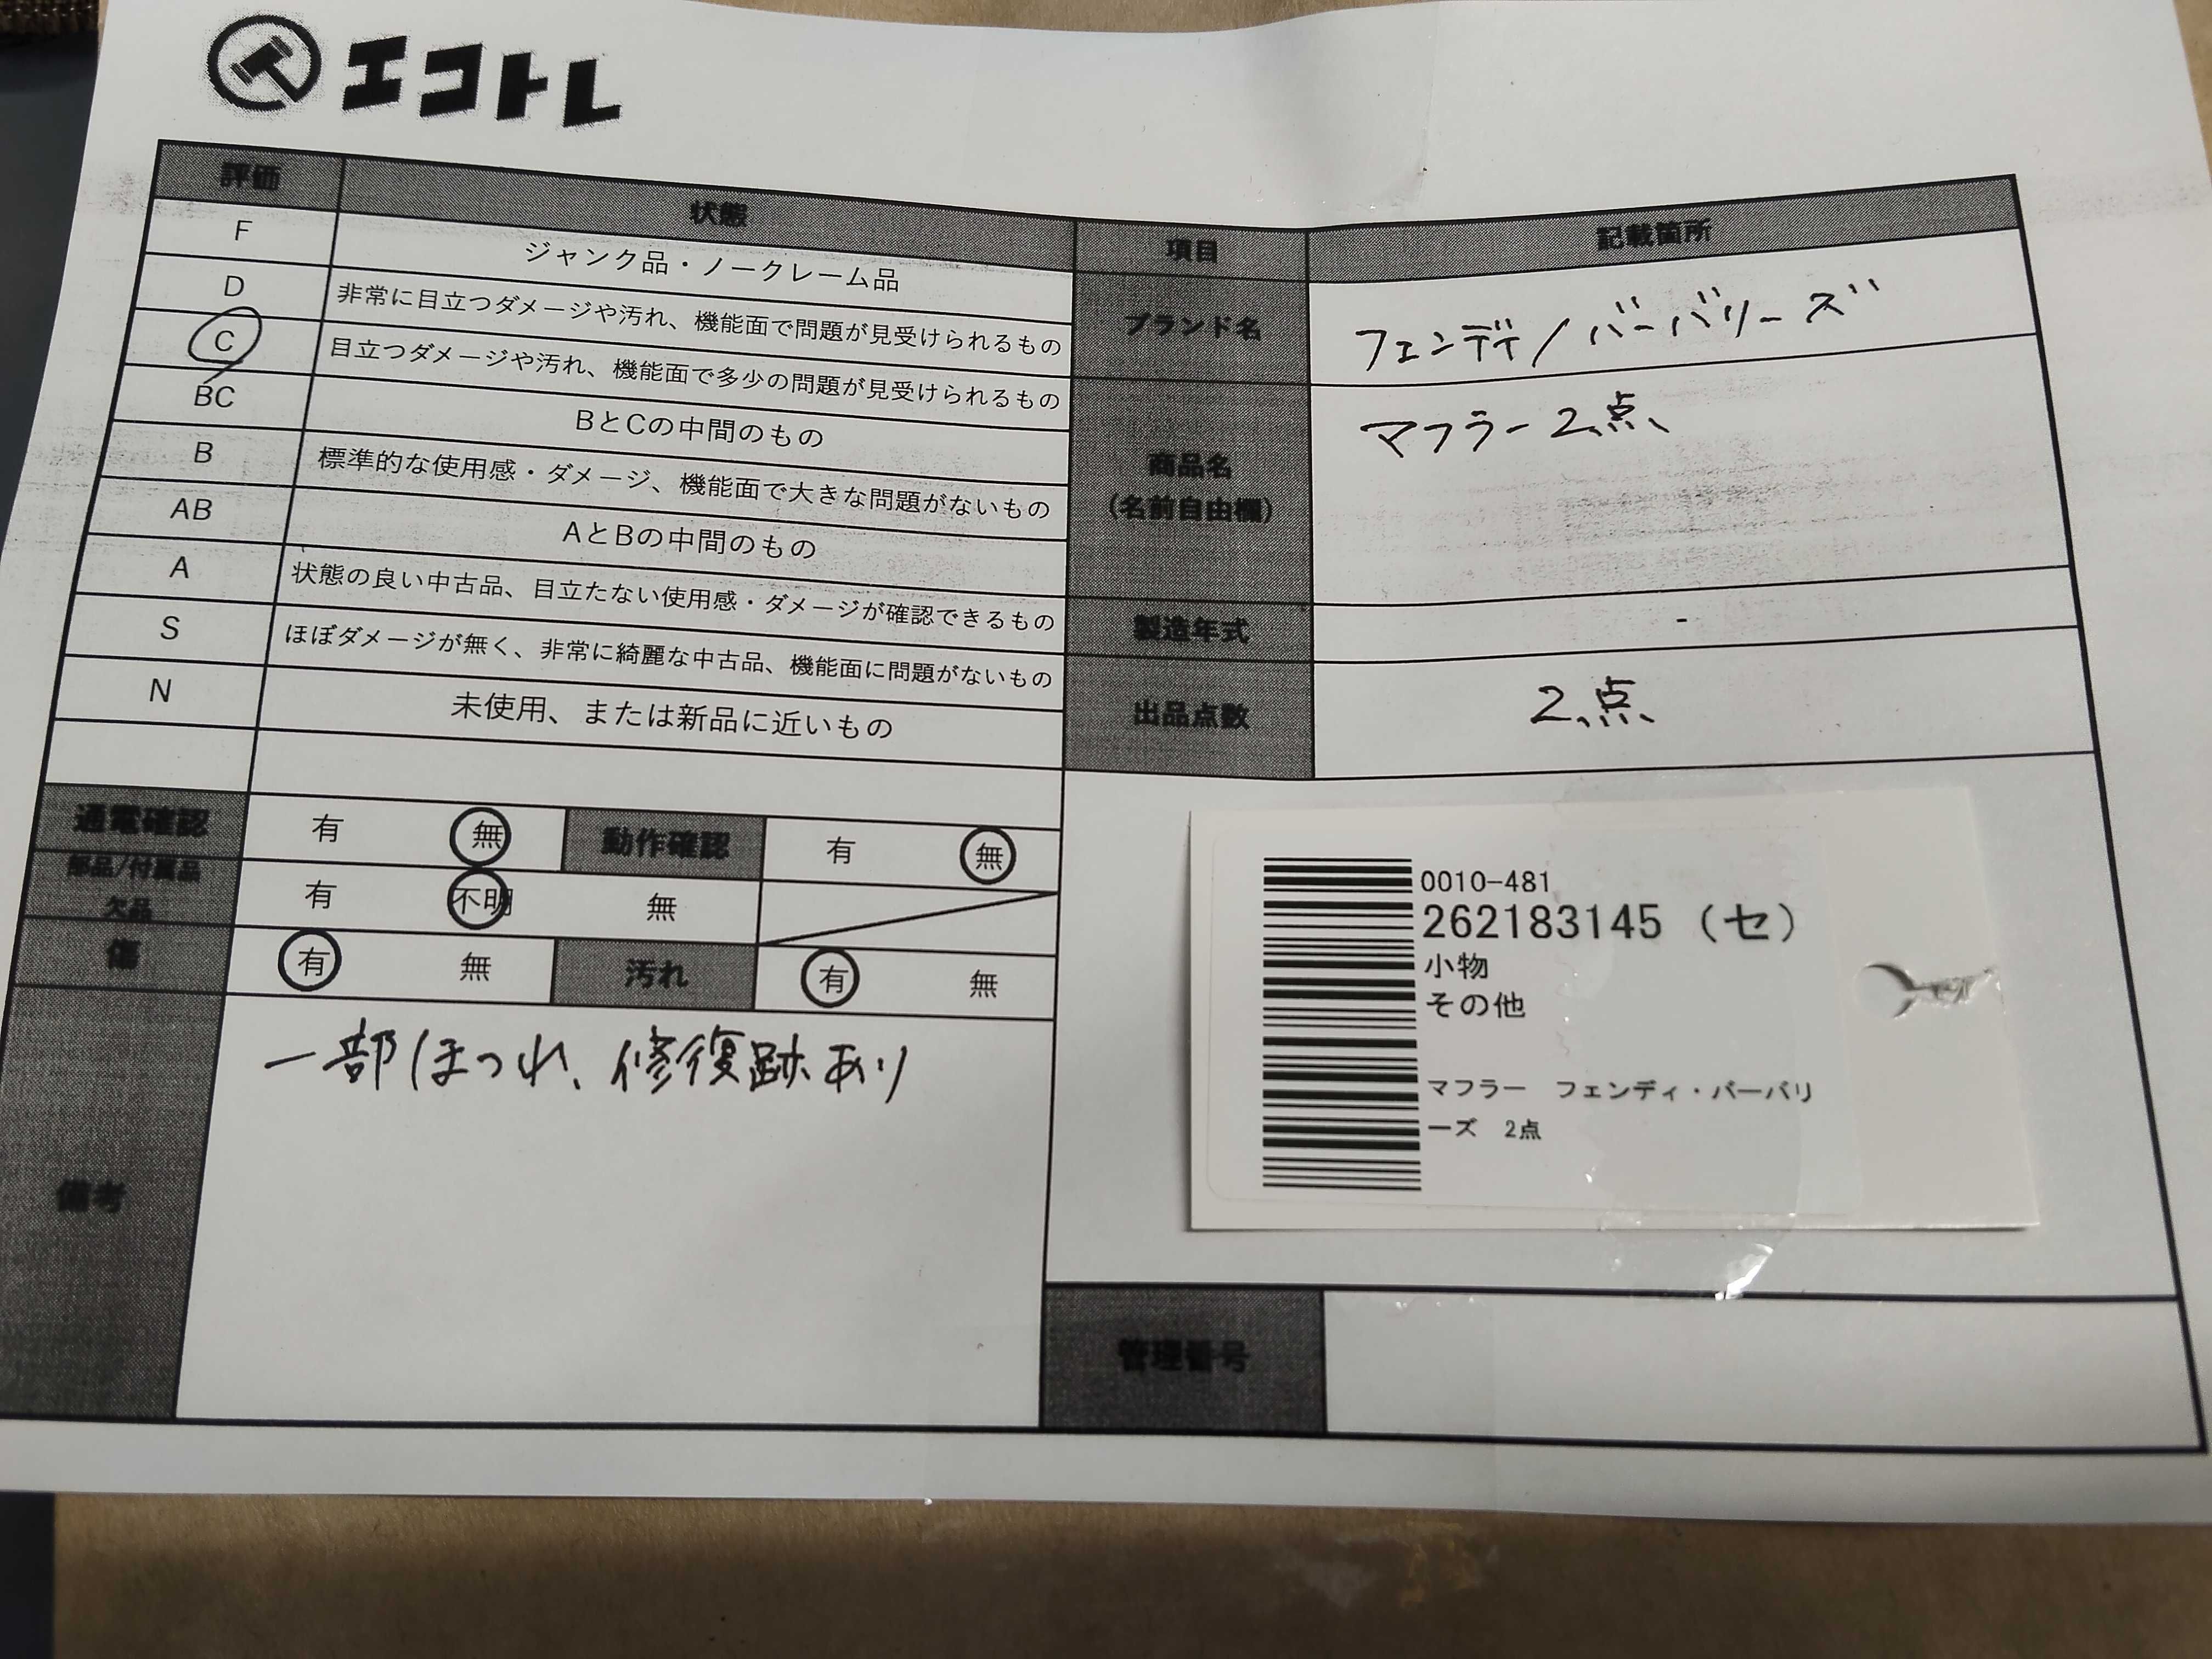 エコトレ
評価 状態
F ジャンク品・ノークレーム品
D 非常に目立つダメージや汚れ、機能面で問題が見受けられるもの
C 目立つダメージや汚れ、機能面で多少の問題が見受けられるもの
BC BとCの中間のもの
B 標準的な使用感・ダメージ、機能面で大きな問題がないもの
AB AとBの中間のもの
A 状態の良い中古品、目立たない使用感・ダメージが確認できるもの
S ほぼダメージが無く、非常に綺麗な中古品、機能面に問題がないもの
N 未使用、または新品に近いもの
項目 記載箇所
ブランド名 フェンディ/バーバリーズ
商品名 マフラー2点
(名前自由欄)
製造年式 -
出品点数 2点
通電確認 有 無 動作確認 有 無
部品/付属品
欠品 有 不明 無
傷 有 無 汚れ 有 無
備考 一部ほつれ、修復跡あり
0010-481
262183145 (セ)
小物
その他
マフラー フェンディ・バーバリ
ーズ 2点
管理番号